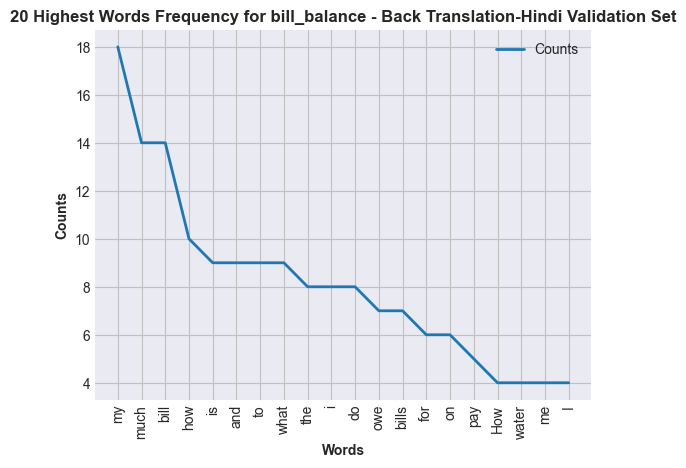 20 Highest Words Frequency for bill_balance - Back Translation-Hindi Validation Set
Counts
18
16
14
12
10
8
6
4
Counts
my
much
bill
how
is
and
to
what
the
i
do
owe
bills
for
on
pay
How
water
me
I
Words